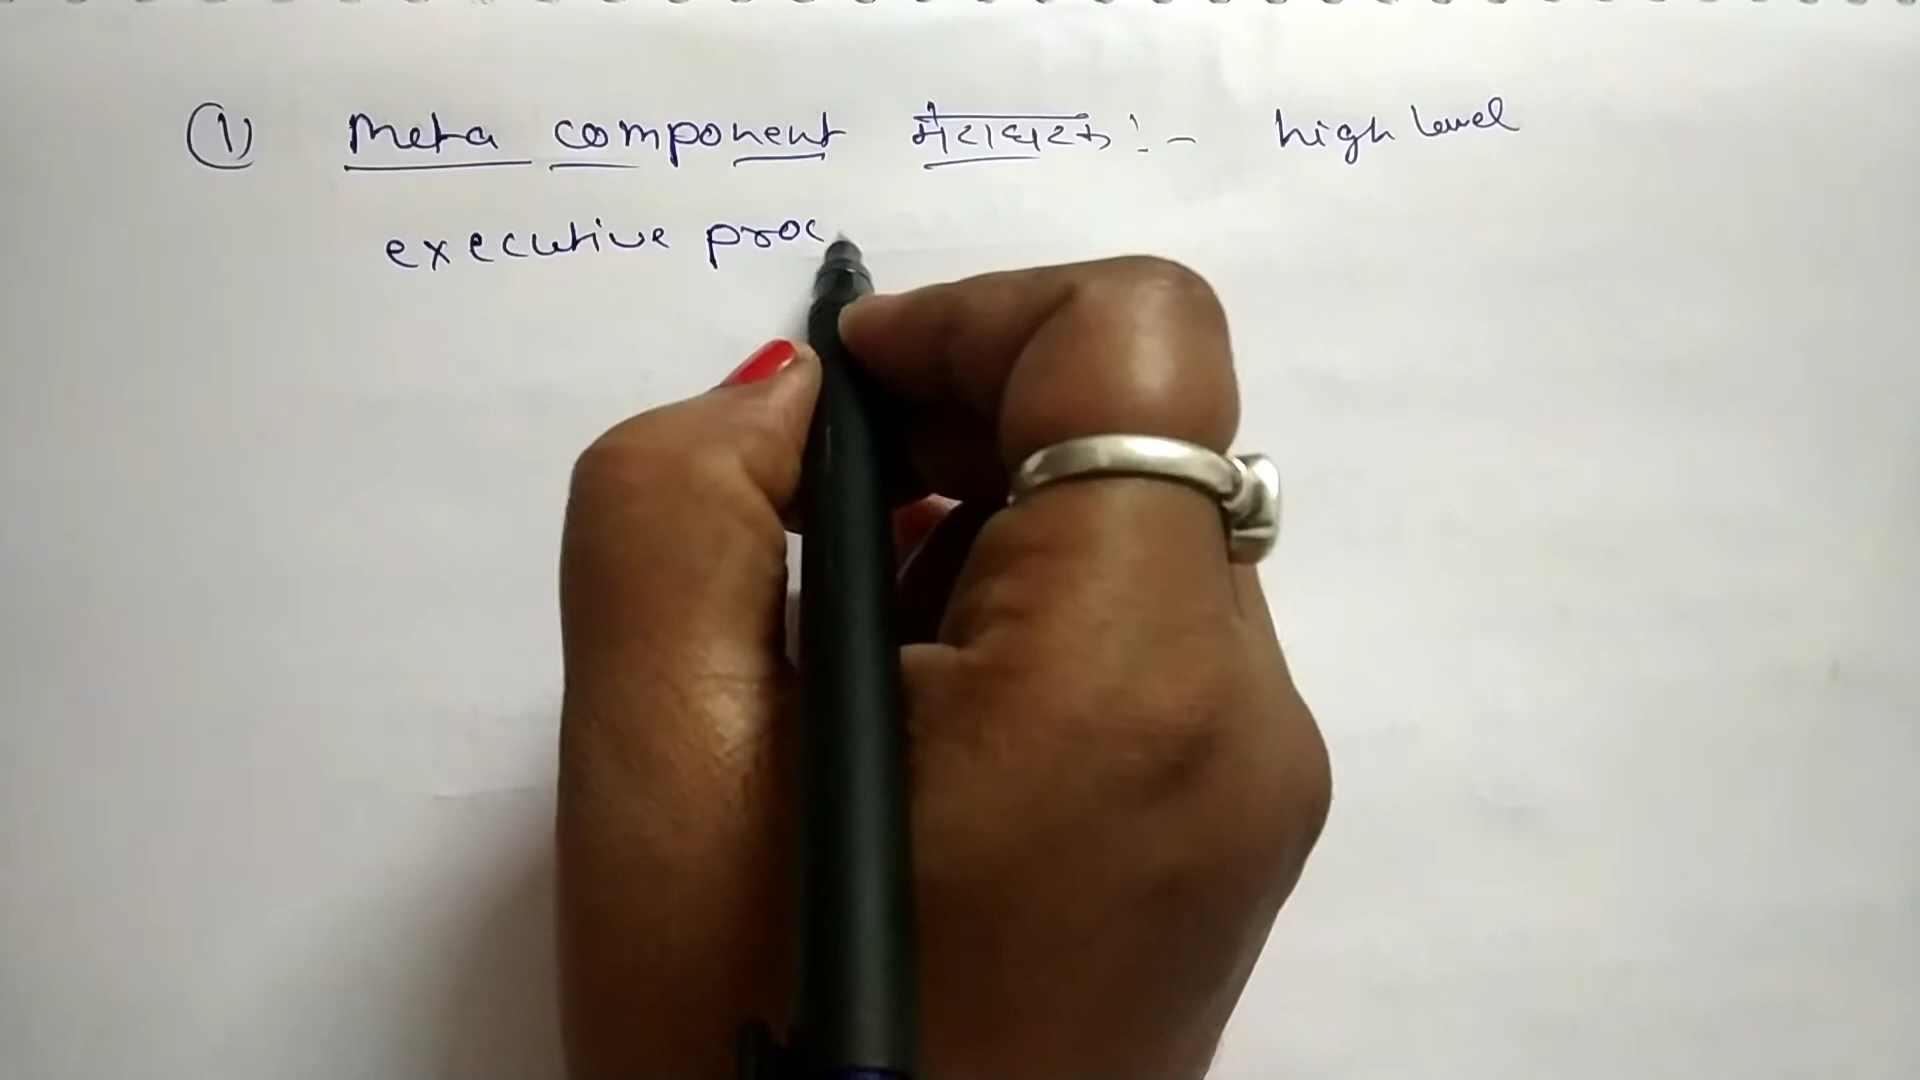 ① Meta component मेटाघटक :- high level
executive proc